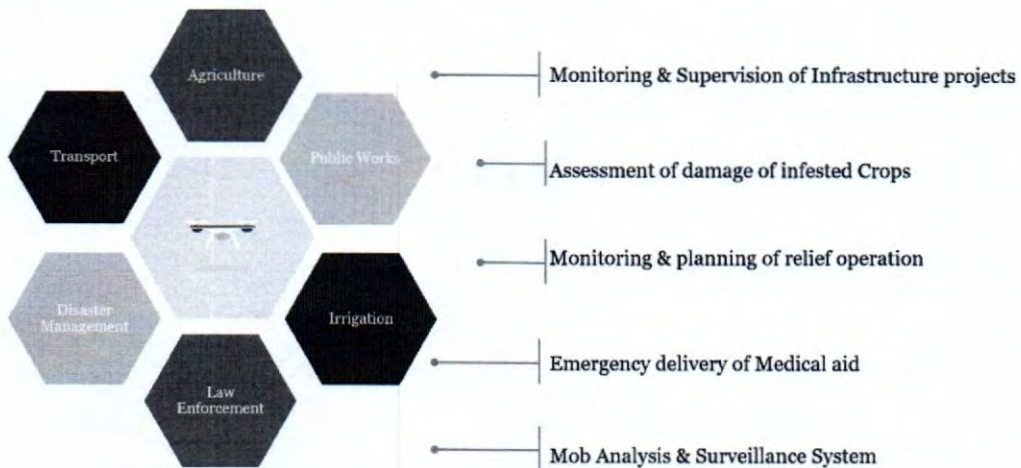 Agriculture
Transport
Public Works
Disaster
Management
Irrigation
Law
Enforcement
Monitoring & Supervision of Infrastructure projects
Assessment of damage of infested Crops
Monitoring & planning of relief operation
Emergency delivery of Medical aid
Mob Analysis & Surveillance System